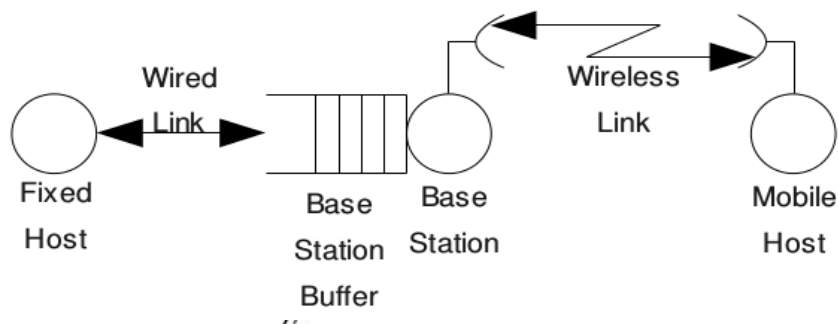 Wired
Link
Wireless
Link
Fixed
Host
Base
Station
Buffer
Base
Station
Mobile
Host